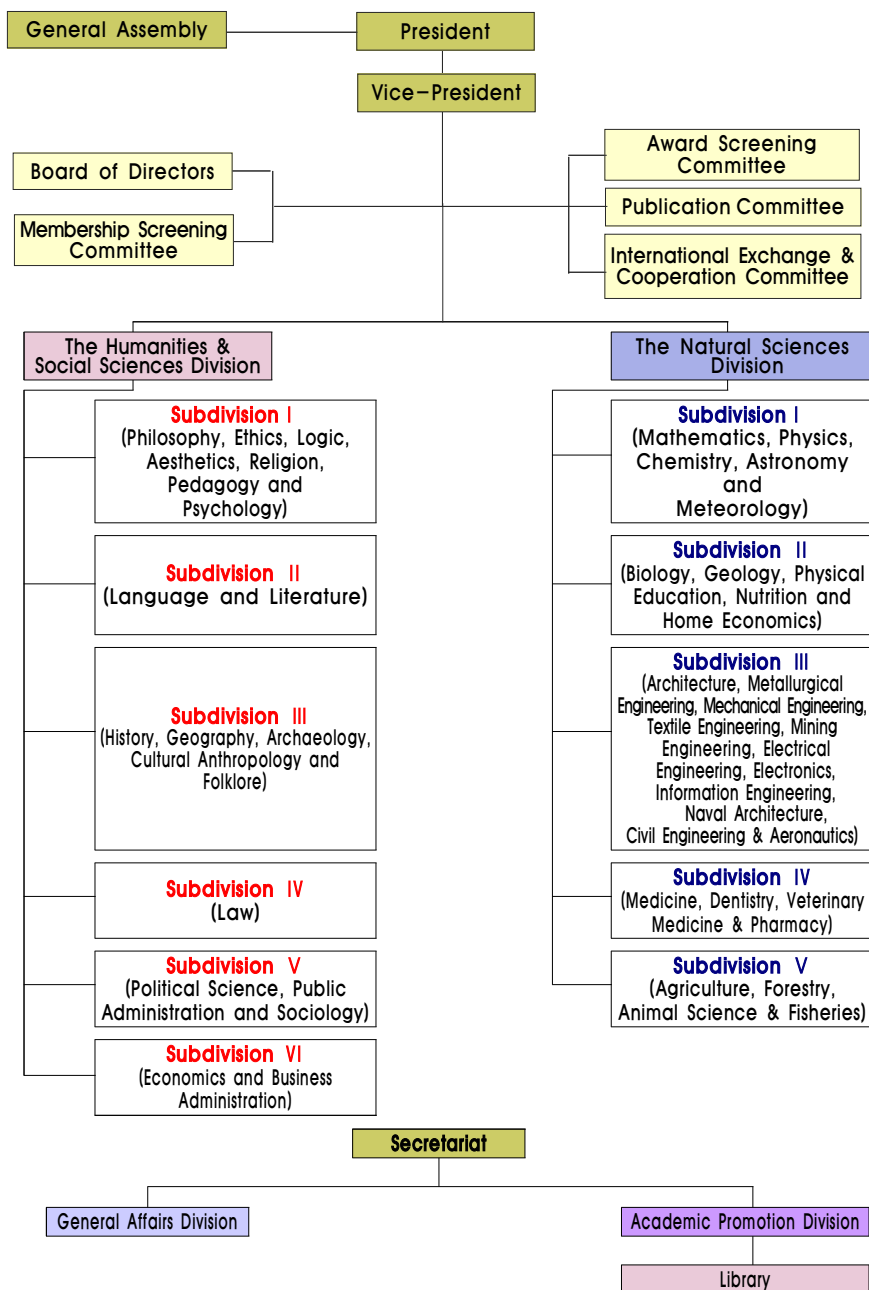 General Assembly
President
Vice-President
Board of Directors
Membership Screening
Committee
Award Screening
Committee
Publication Committee
International Exchange &
Cooperation Committee
The Humanities &
Social Sciences Division
Subdivision I
(Philosophy, Ethics, Logic,
Aesthetics, Religion,
Pedagogy and
Psychology)
Subdivision II
(Language and Literature)
Subdivision III
(History, Geography, Archaeology,
Cultural Anthropology and
Folklore)
Subdivision IV
(Law)
Subdivision V
(Political Science, Public
Administration and Sociology)
Subdivision VI
(Economics and Business
Administration)
The Natural Sciences
Division
Subdivision I
(Mathematics, Physics,
Chemistry, Astronomy
and
Meteorology)
Subdivision II
(Biology, Geology, Physical
Education, Nutrition and
Home Economics)
Subdivision III
(Architecture, Metallurgical
Engineering, Mechanical Engineering,
Textile Engineering, Mining
Engineering, Electrical
Engineering, Electronics,
Information Engineering,
Naval Architecture,
Civil Engineering & Aeronautics)
Subdivision IV
(Medicine, Dentistry, Veterinary
Medicine & Pharmacy)
Subdivision V
(Agriculture, Forestry,
Animal Science & Fisheries)
Secretariat
General Affairs Division
Academic Promotion Division
Library